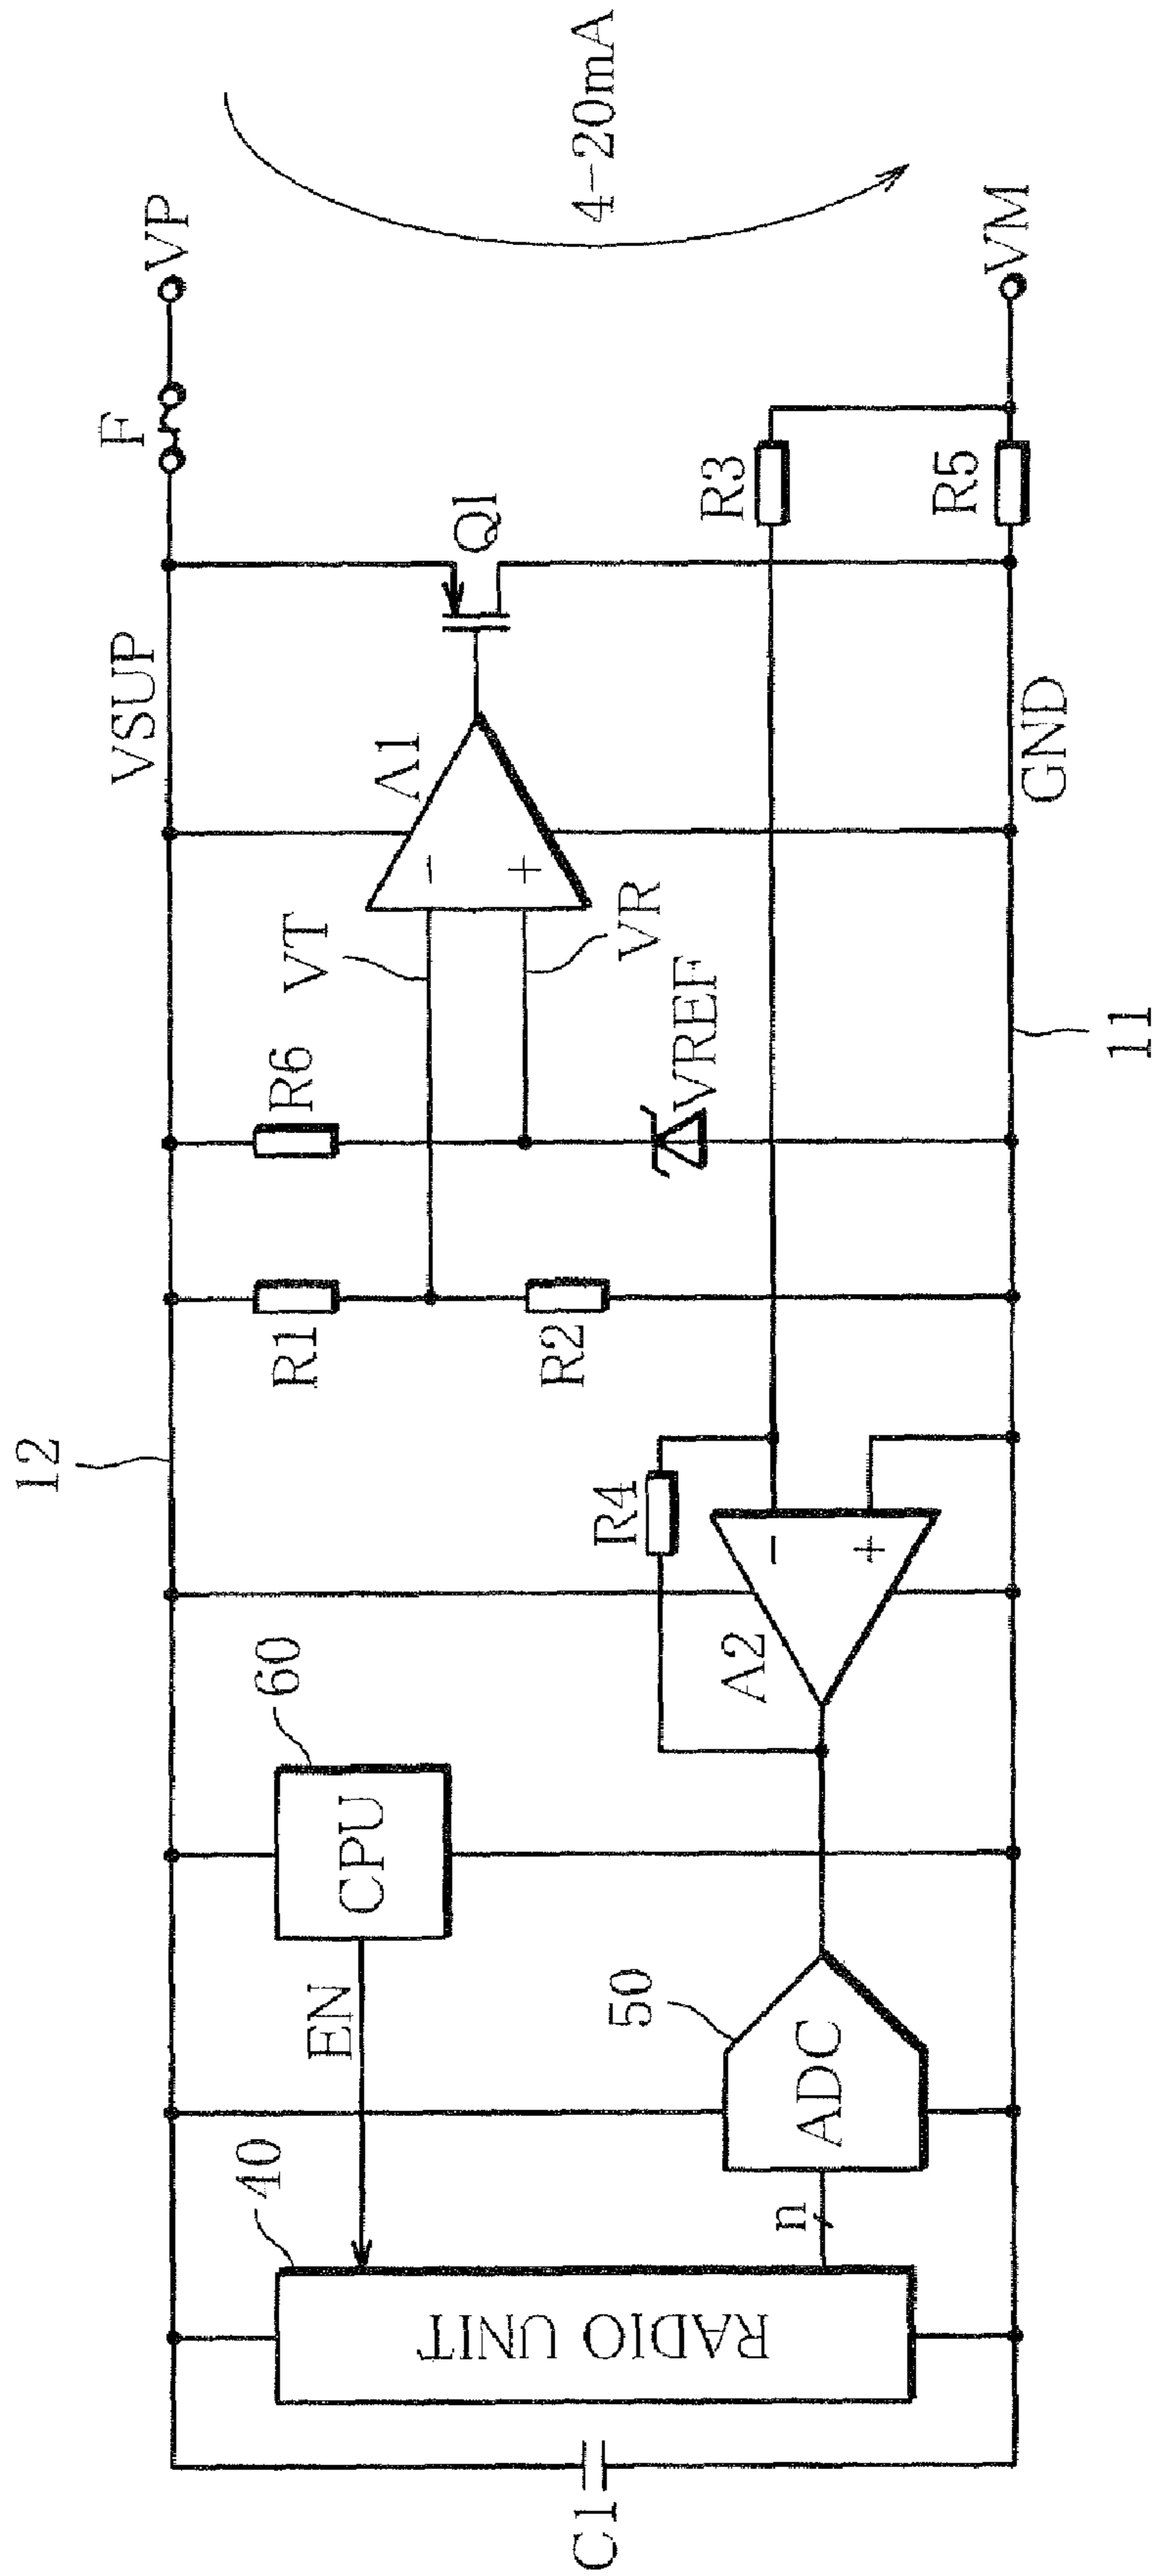 C1
RADIO UNIT
40
EN
n
ADC
50
CPU
60
A2
R4
-
+
12
R1
R2
R6
VREF
VT
VR
-
+
A1
VSUP
Q1
GND
11
R3
R5
F
VP
VM
4-20mA